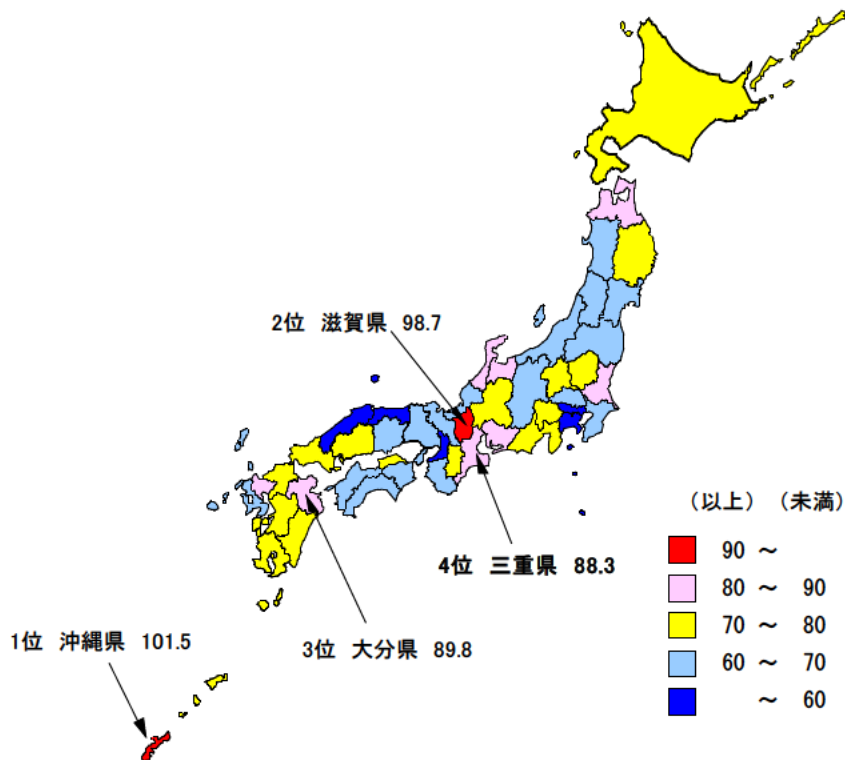 2位 滋賀県 98.7
4位 三重県 88.3
1位 沖縄県 101.5
3位 大分県 89.8
(以上) (未満)
90 ～
80 ～ 90
70 ～ 80
60 ～ 70
～ 60